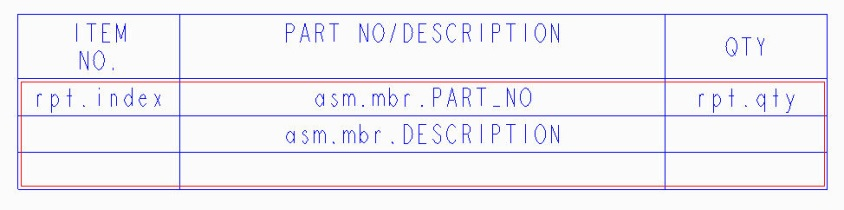 ITEM
NO.
PART NO/DESCRIPTION
QTY
rpt.index
asm.mbr.PART_NO
rpt.qty
asm.mbr.DESCRIPTION